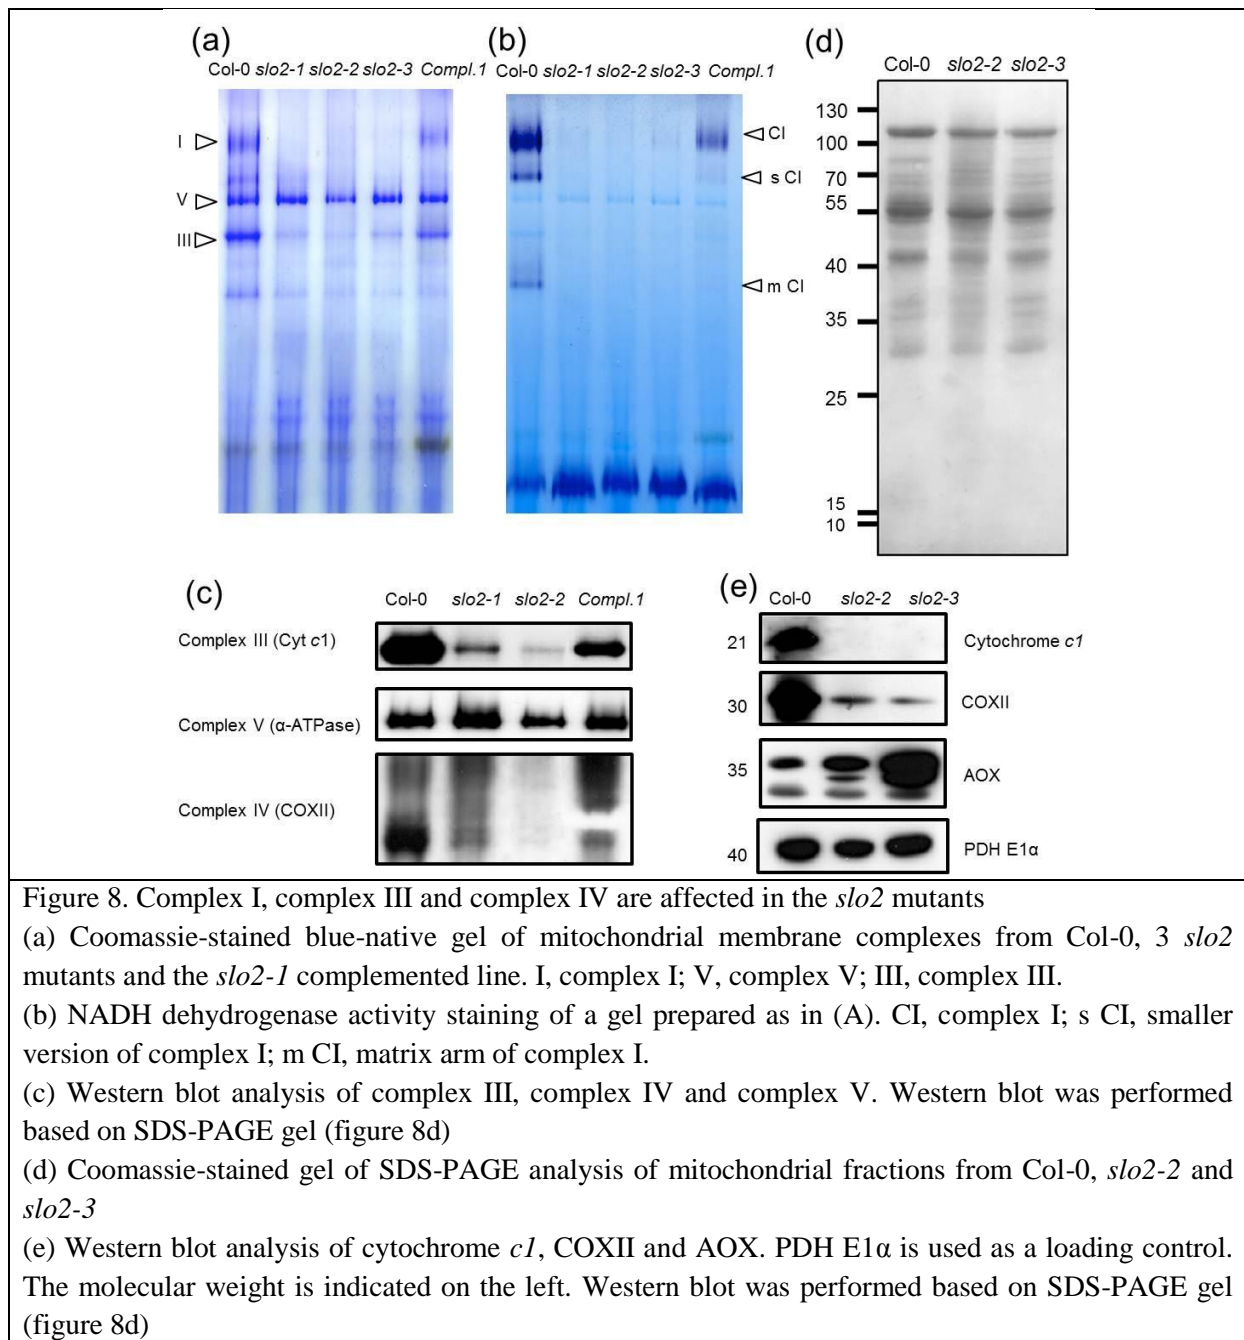 (a)
Col-0 slo2-1 slo2-2 slo2-3 Compl.1
I
V
III
(b)
Col-0 slo2-1 slo2-2 slo2-3 Compl.1
CI
s CI
m CI
(d)
Col-0 slo2-2 slo2-3
130
100
70
55
40
35
25
15
10
(c)
Col-0 slo2-1 slo2-2 Compl.1
Complex III (Cyt c1)
Complex V (α-ATPase)
Complex IV (COXII)
(e)
Col-0 slo2-2 slo2-3
21 Cytochrome c1
30 COXII
35 AOX
40 PDH E1α
Figure 8. Complex I, complex III and complex IV are affected in the slo2 mutants
(a) Coomassie-stained blue-native gel of mitochondrial membrane complexes from Col-0, 3 slo2
mutants and the slo2-1 complemented line. I, complex I; V, complex V; III, complex III.
(b) NADH dehydrogenase activity staining of a gel prepared as in (A). CI, complex I; s CI, smaller
version of complex I; m CI, matrix arm of complex I.
(c) Western blot analysis of complex III, complex IV and complex V. Western blot was performed
based on SDS-PAGE gel (figure 8d)
(d) Coomassie-stained gel of SDS-PAGE analysis of mitochondrial fractions from Col-0, slo2-2 and
slo2-3
(e) Western blot analysis of cytochrome c1, COXII and AOX. PDH E1α is used as a loading control.
The molecular weight is indicated on the left. Western blot was performed based on SDS-PAGE gel
(figure 8d)